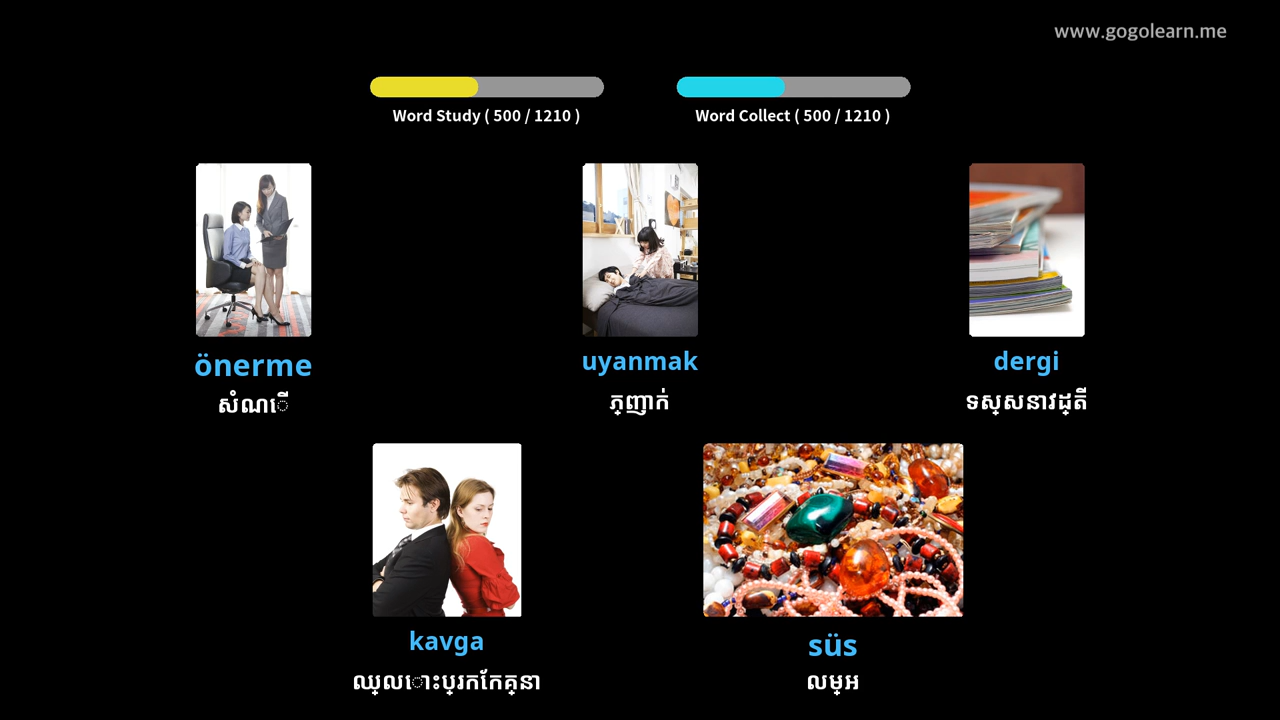 www.gogolearn.me
Word Study ( 500 / 1210 )
Word Collect ( 500 / 1210 )
önerme
សំណើ
uyanmak
ភ្ញាក់
dergi
ទស្សនាវដ្តី
kavga
ឈ្លោះប្រកែកគ្នា
süs
លម្អ